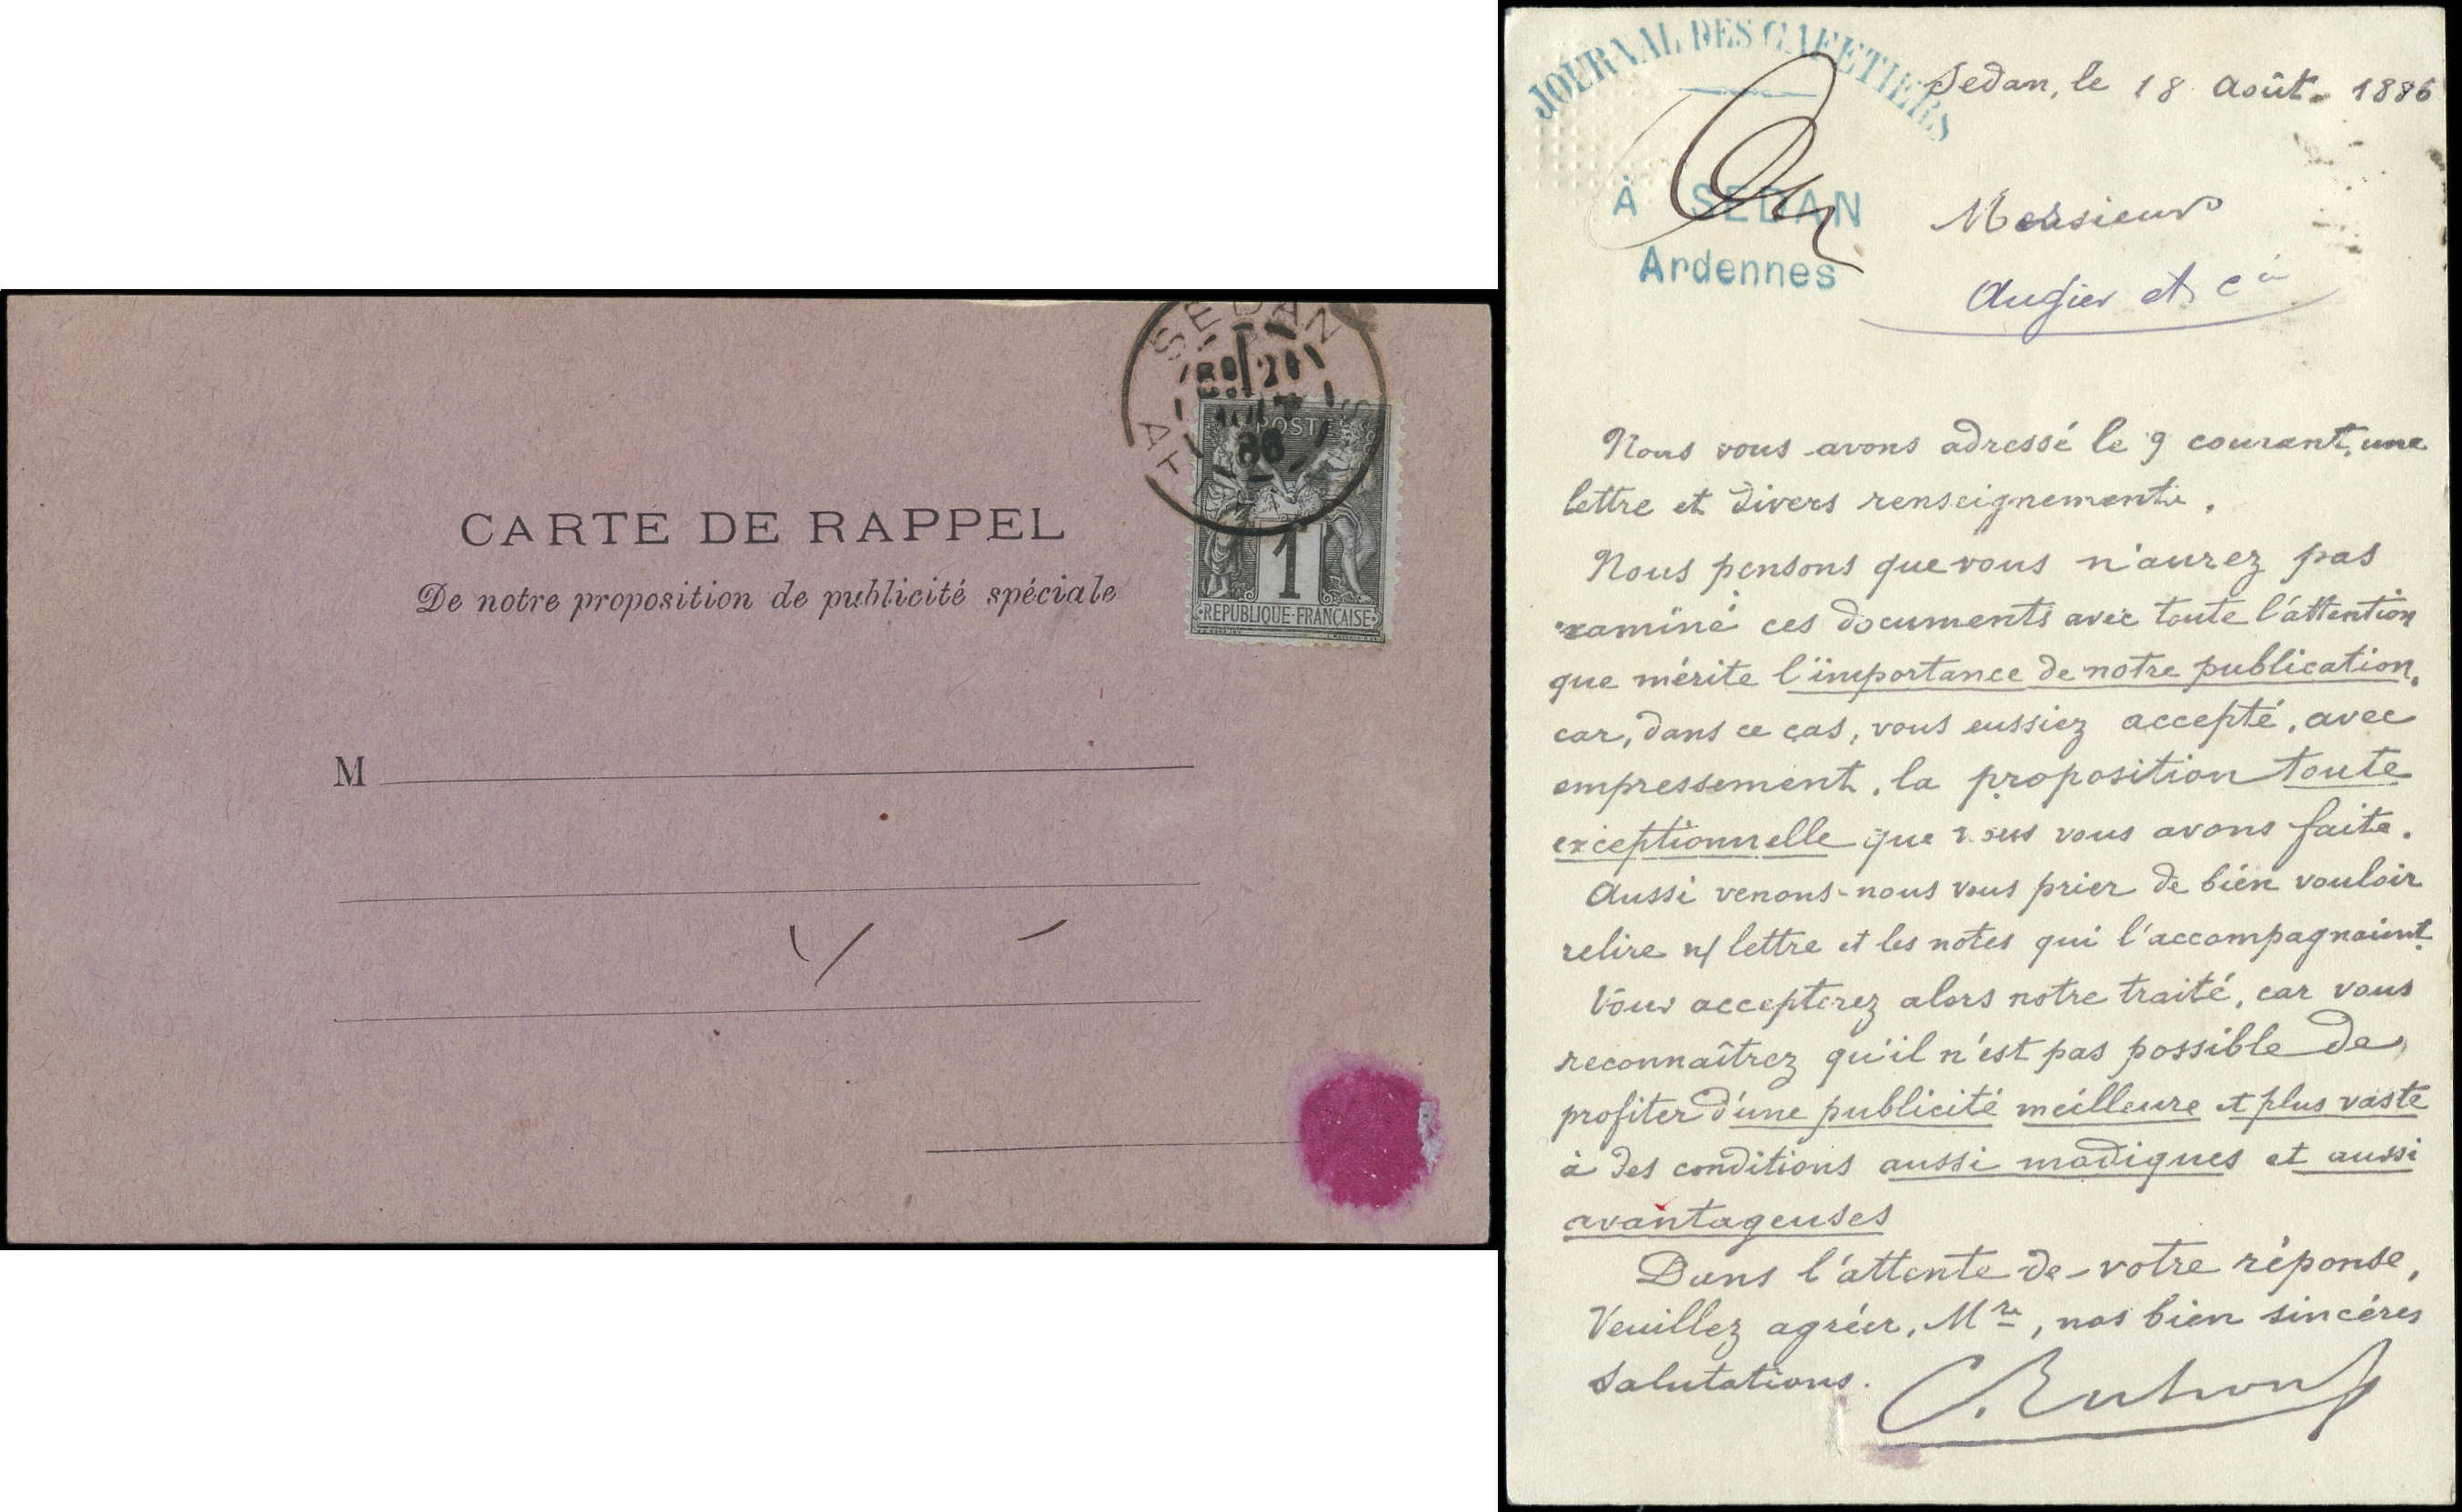 SEDAN
21
AOUT
86
POSTE
1
REPUBLIQUE FRANÇAISE
CARTE DE RAPPEL
De notre proposition de publicité spéciale
M
JOURNAL DES CAFETIERS
À SEDAN
Ardennes
Sedan, le 18 Août 1886
Messieurs
Augier et Cie
Nous vous avons adressé le 9 courant, une
lettre et divers renseignements.
Nous pensons que vous n'aurez pas
examiné ces documents avec toute l'attention
que mérite l'importance de notre publication,
car, dans ce cas, vous eussiez accepté, avec
empressement, la proposition toute
exceptionnelle que nous vous avons faite.
Aussi venons-nous vous prier de bien vouloir
relire n/ lettre et les notes qui l'accompagnaient.
Vous accepterez alors notre traité, car vous
reconnaîtrez qu'il n'est pas possible de
profiter d'une publicité meilleure et plus vaste
à des conditions aussi modiques et aussi
avantageuses
Dans l'attente de votre réponse,
Veuillez agréer, Mrs, nos bien sincères
salutations.